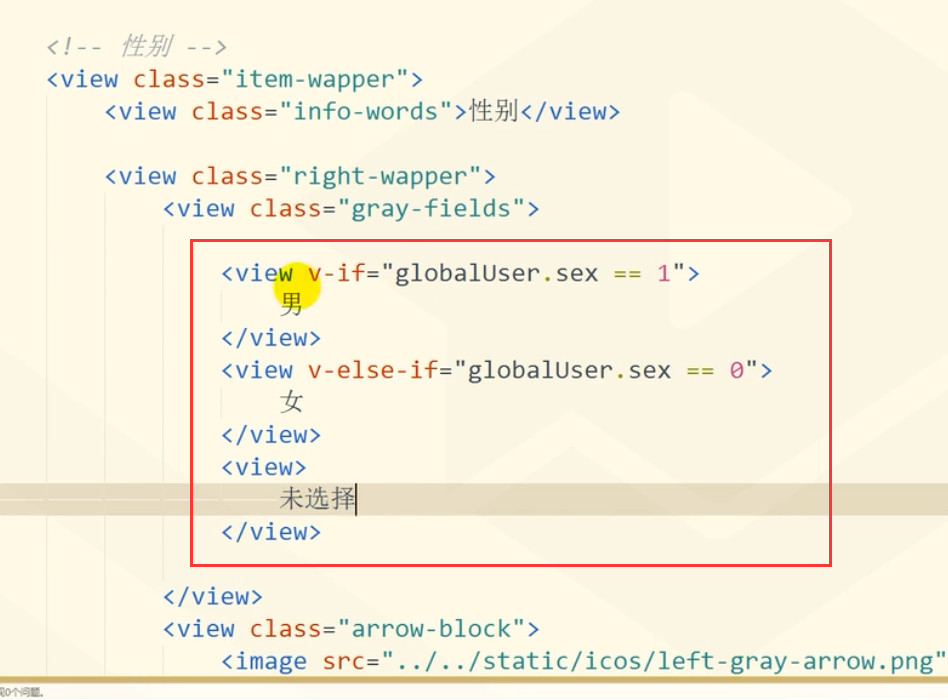 <!-- 性别 -->
<view class="item-wapper">
<view class="info-words">性别</view>
<view class="right-wapper">
<view class="gray-fields">
<view v-if="globalUser.sex == 1">
男
</view>
<view v-else-if="globalUser.sex == 0">
女
</view>
<view>
未选择
</view>
</view>
<view class="arrow-block">
<image src="../../static/icos/left-gray-arrow.png"
现0个问题。